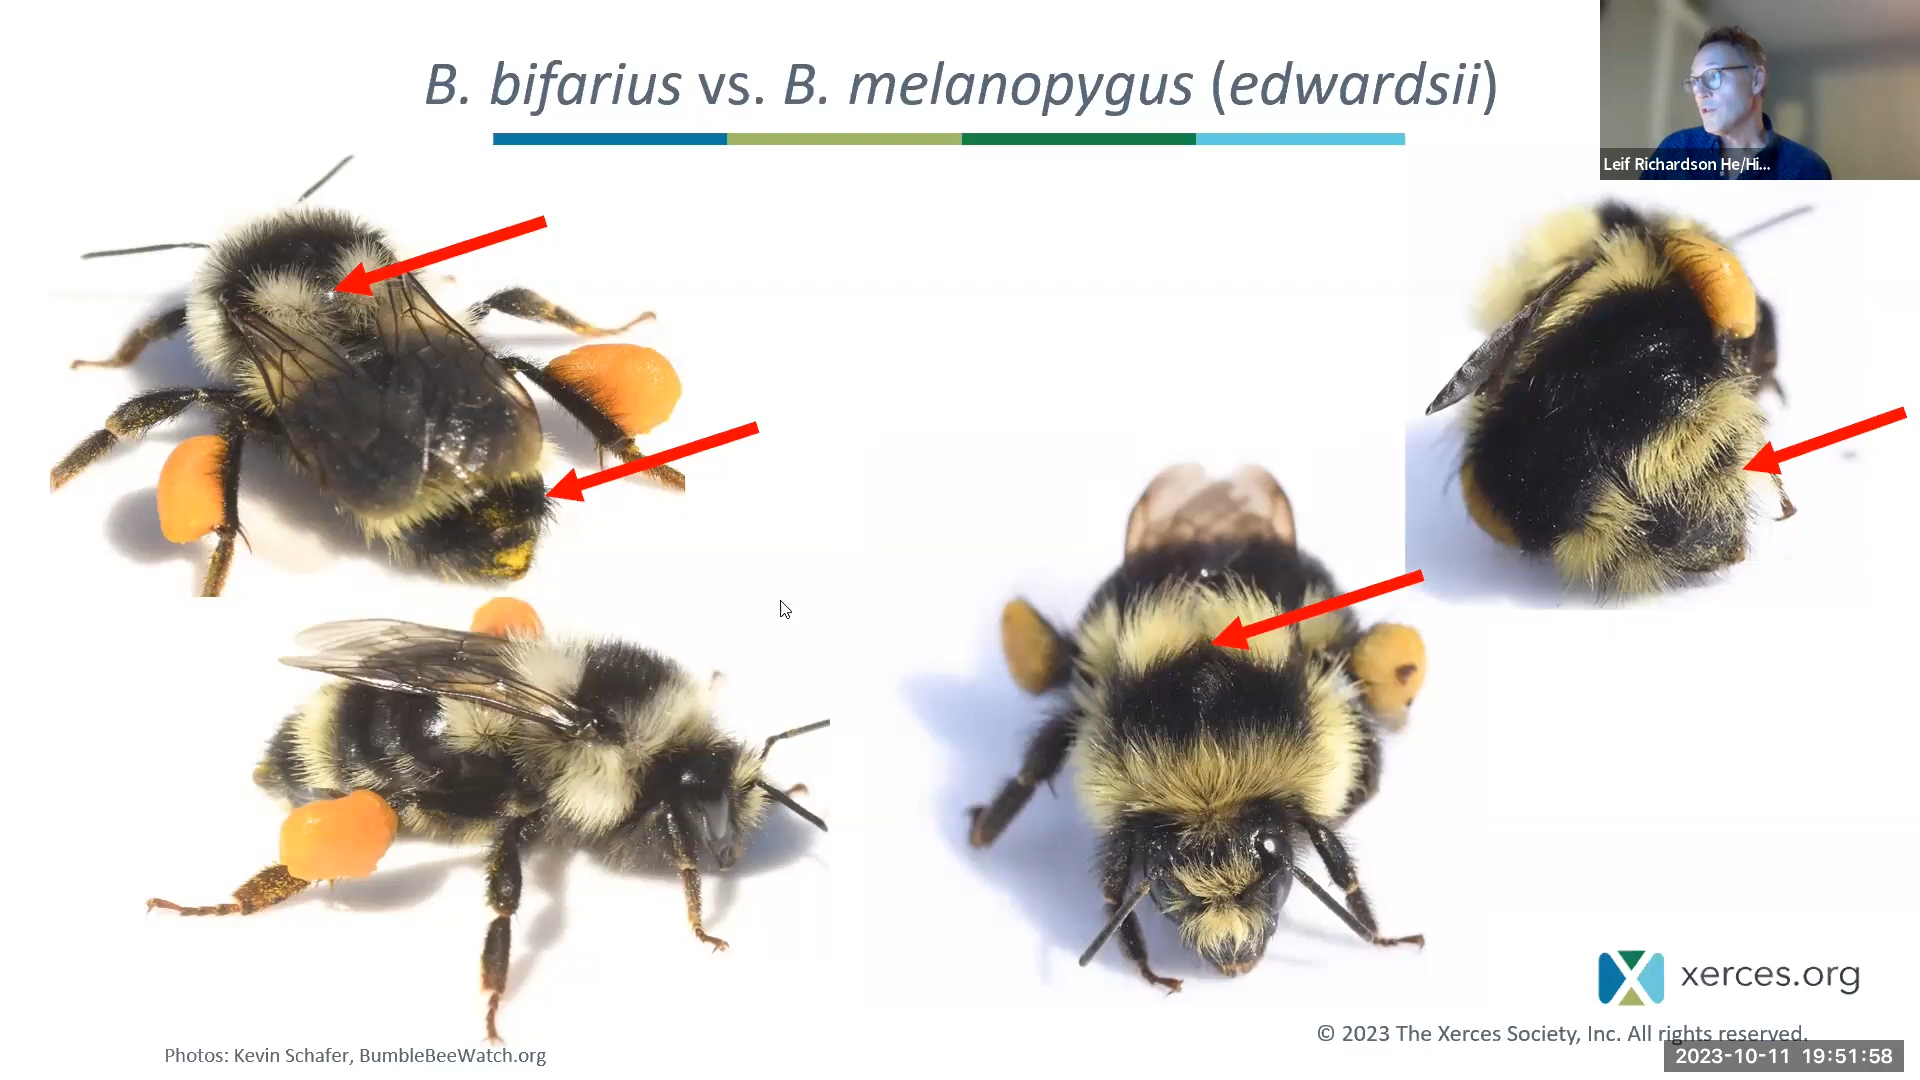 B. bifarius vs. B. melanopygus (edwardsii)
Leif Richardson He/Hi...
xerces.org
© 2023 The Xerces Society, Inc. All rights reserved.
Photos: Kevin Schafer, BumbleBeeWatch.org
2023-10-11 19:51:58